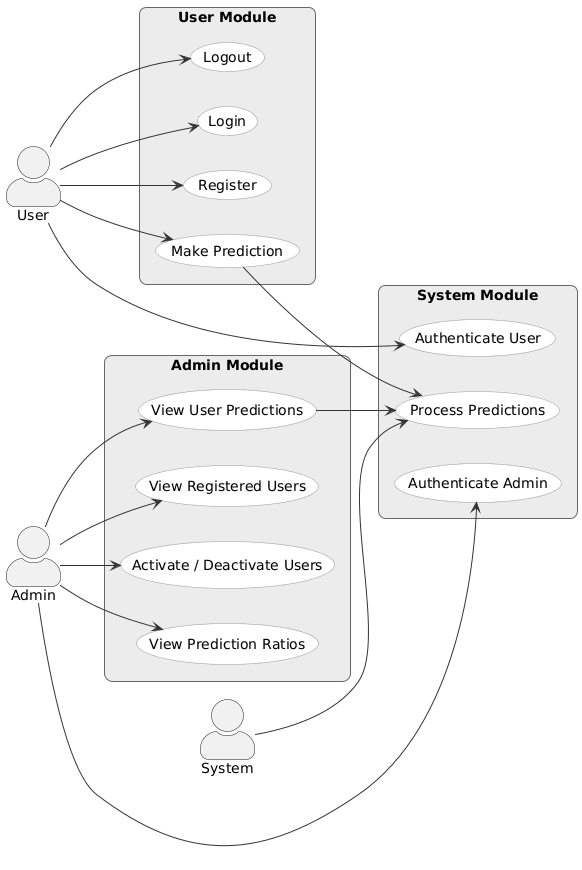 User Module
Logout
Login
Register
Make Prediction
User
System Module
Authenticate User
Process Predictions
Authenticate Admin
Admin Module
View User Predictions
View Registered Users
Activate / Deactivate Users
View Prediction Ratios
Admin
System